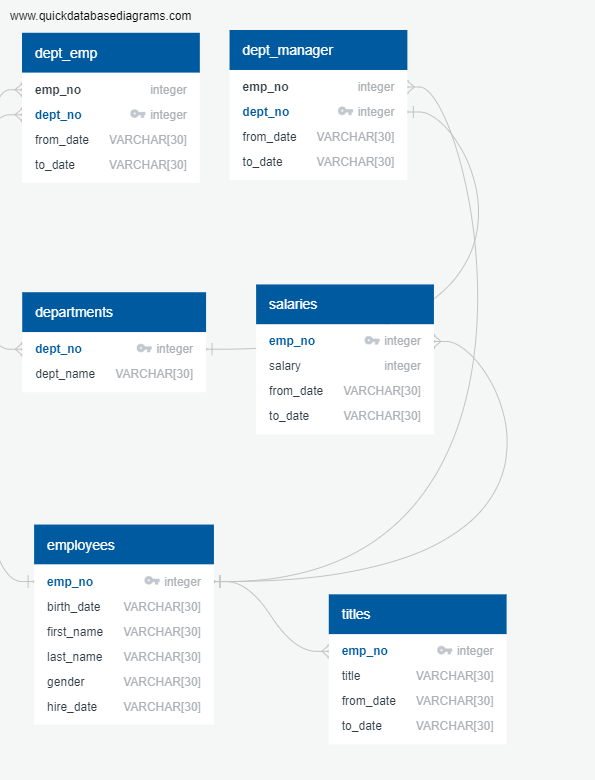 www.quickdatabasediagrams.com
dept_emp
emp_no integer
dept_no integer
from_date VARCHAR[30]
to_date VARCHAR[30]
dept_manager
emp_no integer
dept_no integer
from_date VARCHAR[30]
to_date VARCHAR[30]
departments
dept_no integer
dept_name VARCHAR[30]
salaries
emp_no integer
salary integer
from_date VARCHAR[30]
to_date VARCHAR[30]
employees
emp_no integer
birth_date VARCHAR[30]
first_name VARCHAR[30]
last_name VARCHAR[30]
gender VARCHAR[30]
hire_date VARCHAR[30]
titles
emp_no integer
title VARCHAR[30]
from_date VARCHAR[30]
to_date VARCHAR[30]